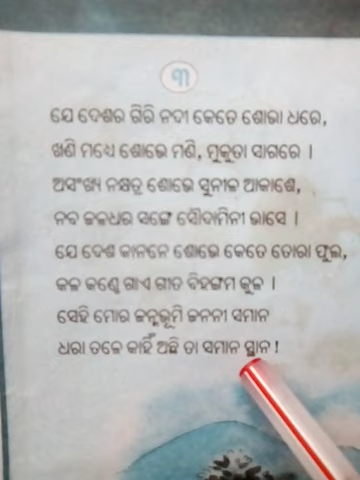 ୩
ଯେ ଦେଶର ଗିରି ନଦୀ କେତେ ଶୋଭା ଧରେ,
ଖଣି ମଧ୍ୟେ ଶୋଭେ ମଣି, ମୁକୁତା ସାଗରେ ।
ଅସଂଖ୍ୟ ନକ୍ଷତ୍ର ଶୋଭେ ସୁନୀଳ ଆକାଶେ,
ନବ ଜଳଧର ସଙ୍ଗେ ସୌଦାମିନୀ ଭାସେ ।
ଯେ ଦେଶ କାନନେ ଶୋଭେ କେତେ ତୋରା ଫୁଲ,
କଳ କଣ୍ଠେ ଗାଏ ଗୀତ ବିହଙ୍ଗମ କୁଳ ।
ସେହି ମୋର ଜନ୍ମଭୂମି ଜନନୀ ସମାନ
ଧରା ତଳେ କାହିଁ ଅଛି ତା ସମାନ ସ୍ଥାନ !